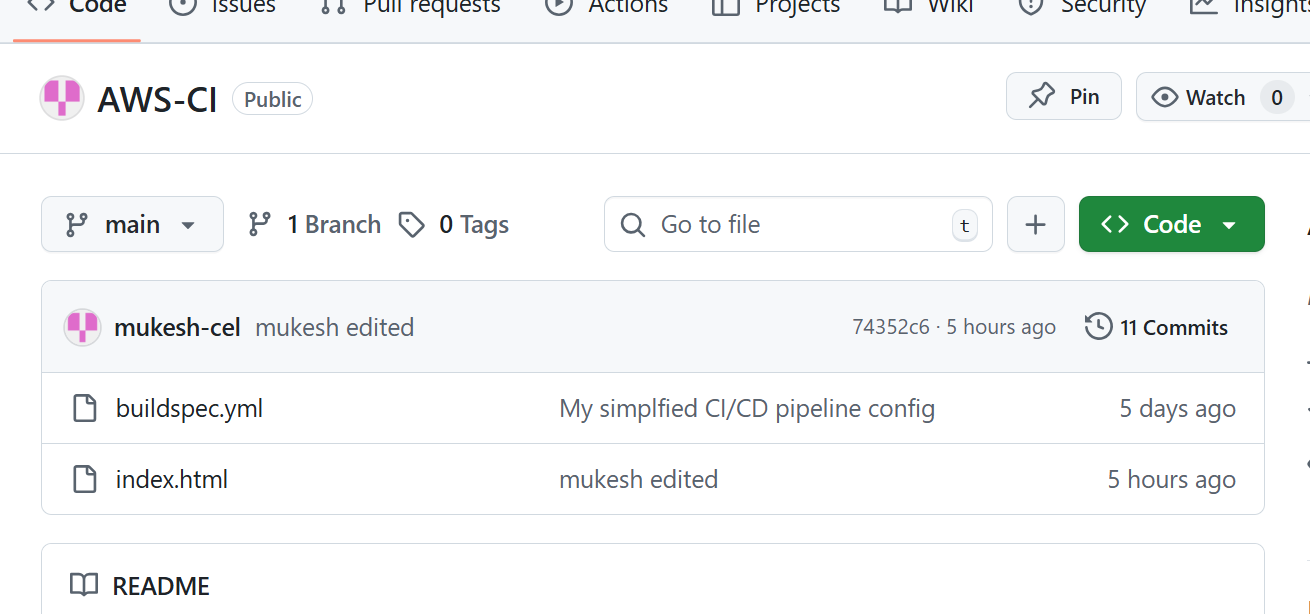 Code Issues Pull requests Actions Projects Wiki Security Insights
AWS-CI Public Pin Watch 0
main 1 Branch 0 Tags Go to file t Code
mukesh-cel mukesh edited 74352c6 · 5 hours ago 11 Commits
buildspec.yml My simplfied CI/CD pipeline config 5 days ago
index.html mukesh edited 5 hours ago
README